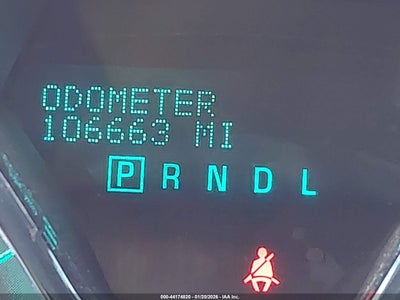 ODOMETER
106663 MI
P R N D L
000-44174820 - 01/20/2026 - IAA Inc.